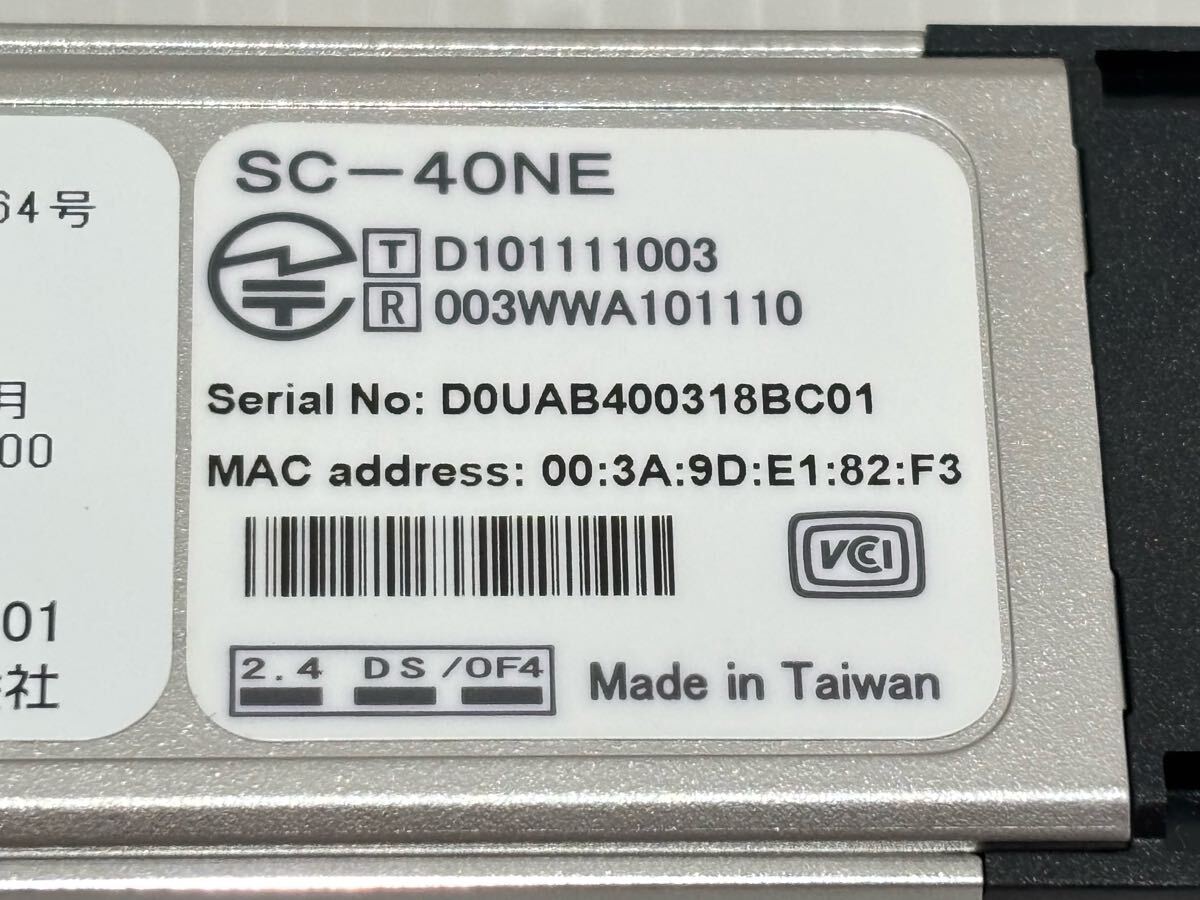 64号
月
00
01
社
SC-40NE
T D101111003
R 003WWA101110
Serial No: D0UAB400318BC01
MAC address: 00:3A:9D:E1:82:F3
VCCI
2.4 DS/OF4
Made in Taiwan